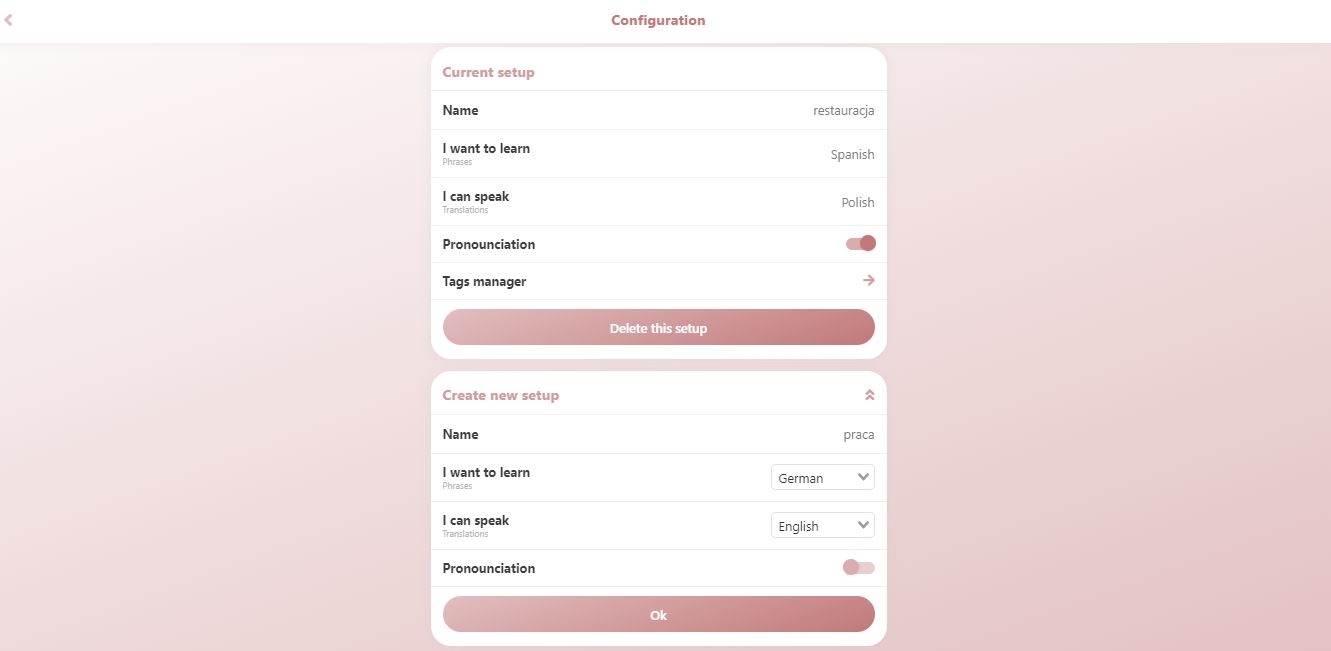 Configuration
Current setup
Name restauracja
I want to learn
Phrases
Spanish
I can speak
Translations
Polish
Pronounciation
Tags manager
Delete this setup
Create new setup
Name praca
I want to learn
Phrases
German
I can speak
Translations
English
Pronounciation
Ok